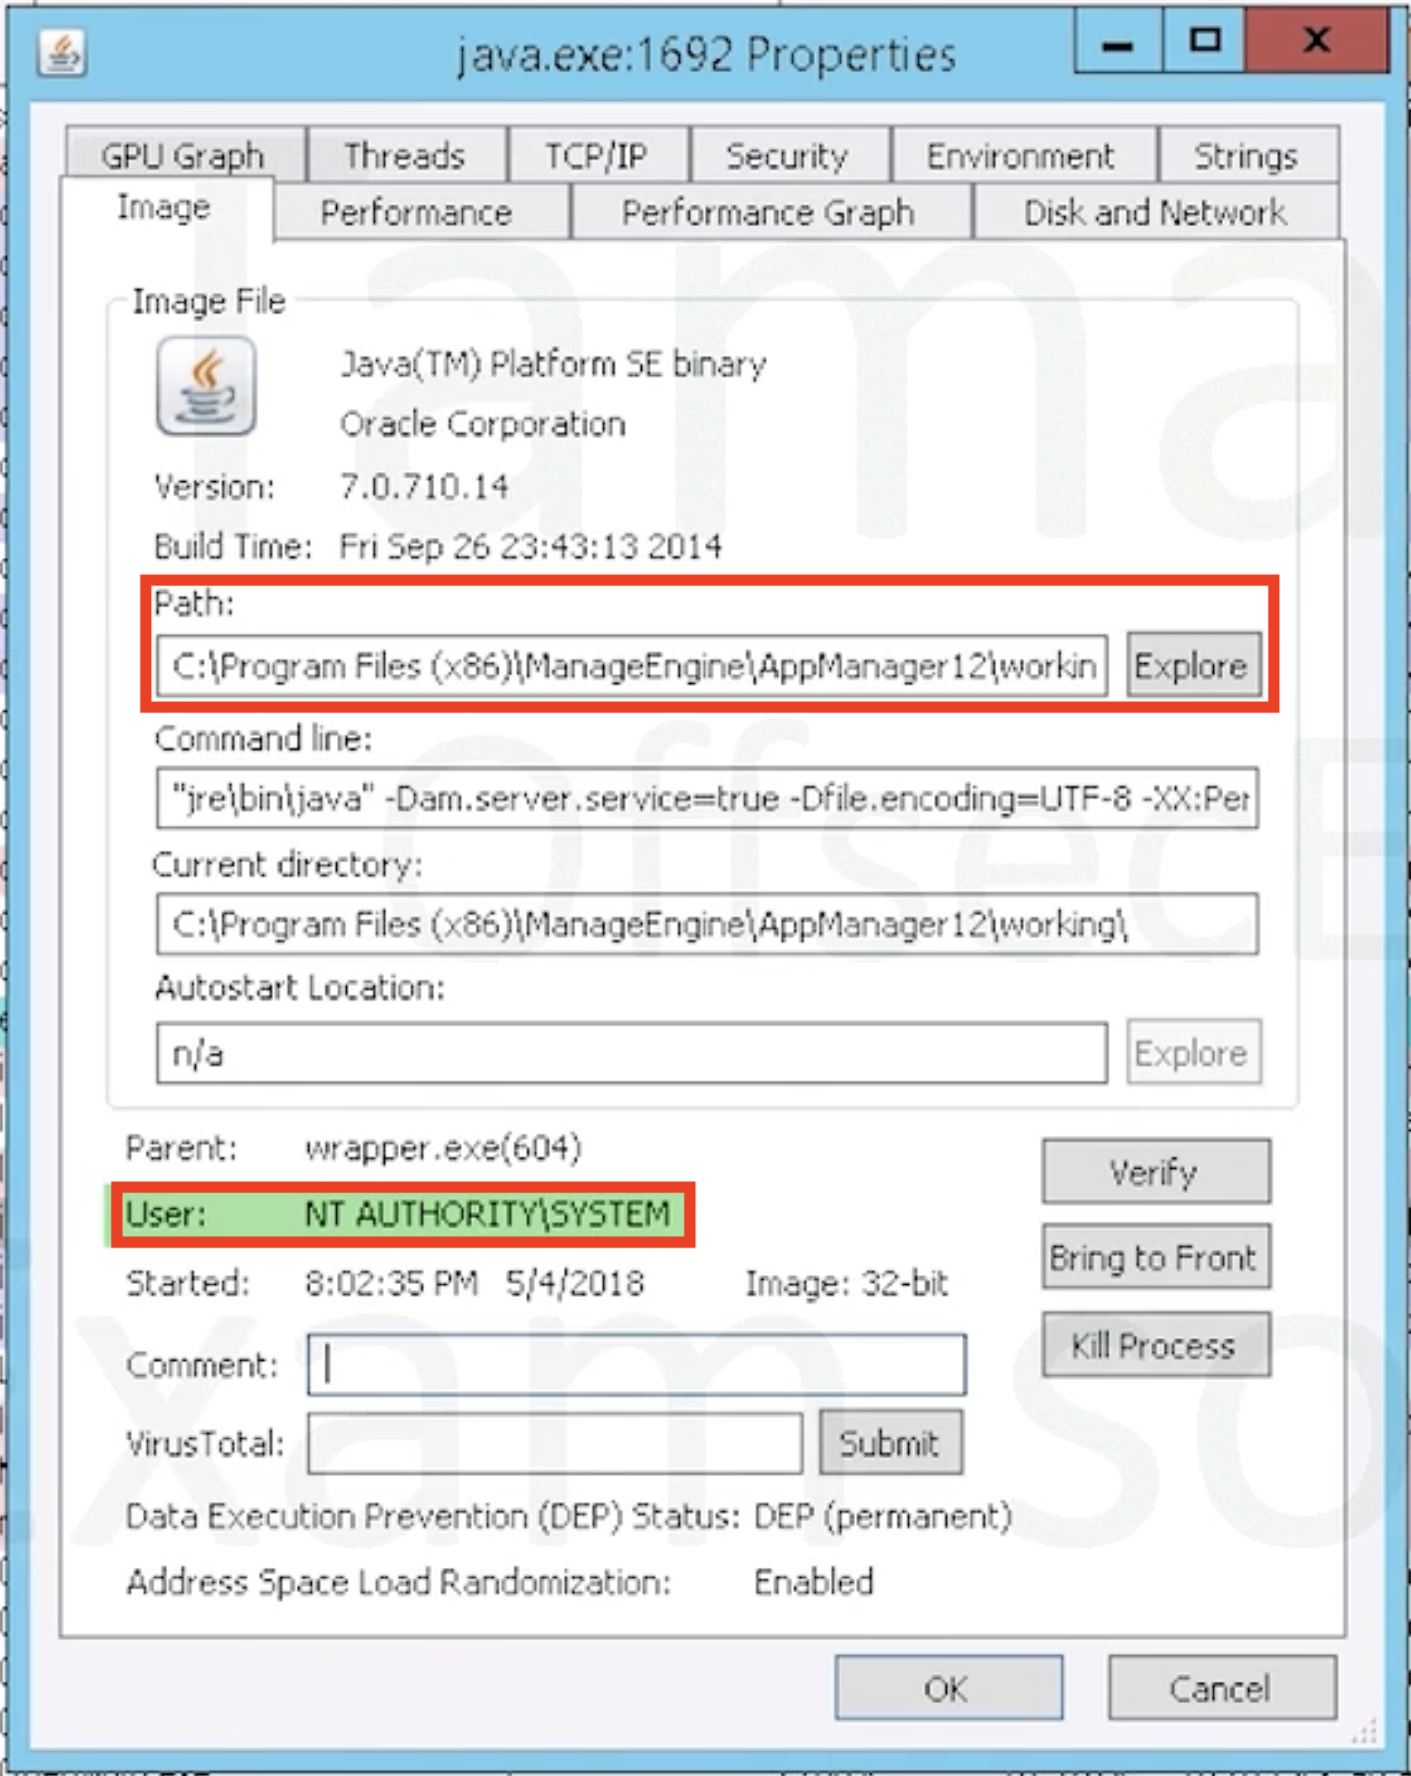 java.exe:1692 Properties
GPU Graph Threads TCP/IP Security Environment Strings
Image Performance Performance Graph Disk and Network
Image File
Java(TM) Platform SE binary
Oracle Corporation
Version: 7.0.710.14
Build Time: Fri Sep 26 23:43:13 2014
Path:
C:\Program Files (x86)\ManageEngine\AppManager12\workin Explore
Command line:
"jre\bin\java" -Dam.server.service=true -Dfile.encoding=UTF-8 -XX:Per
Current directory:
C:\Program Files (x86)\ManageEngine\AppManager12\working\
Autostart Location:
n/a Explore
Parent: wrapper.exe(604)
Verify
User: NT AUTHORITY\SYSTEM
Bring to Front
Started: 8:02:35 PM 5/4/2018 Image: 32-bit
Kill Process
Comment:
VirusTotal: Submit
Data Execution Prevention (DEP) Status: DEP (permanent)
Address Space Load Randomization: Enabled
OK Cancel